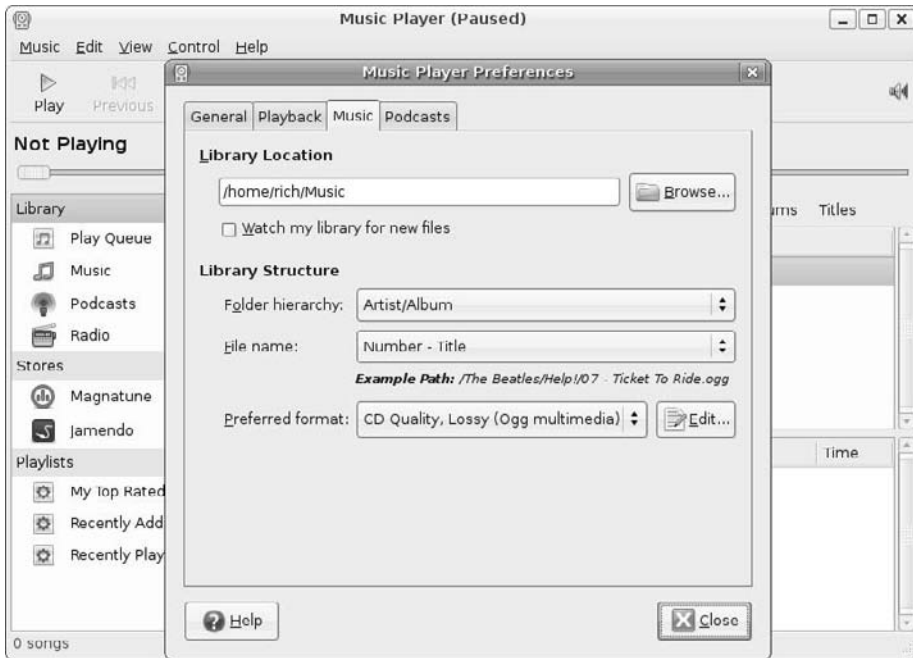 Music Player (Paused)
Music Edit View Control Help
Play Previous
Not Playing
Library
Play Queue
Music
Podcasts
Radio
Stores
Magnatune
Jamendo
Playlists
My Top Rated
Recently Add
Recently Play
0 songs
Titles
Time
Music Player Preferences
General Playback Music Podcasts
Library Location
/home/rich/Music Browse...
Watch my library for new files
Library Structure
Folder hierarchy: Artist/Album
File name: Number - Title
Example Path: /The Beatles/Help!/07 - Ticket To Ride.ogg
Preferred format: CD Quality, Lossy (Ogg multimedia) Edit...
Help Close